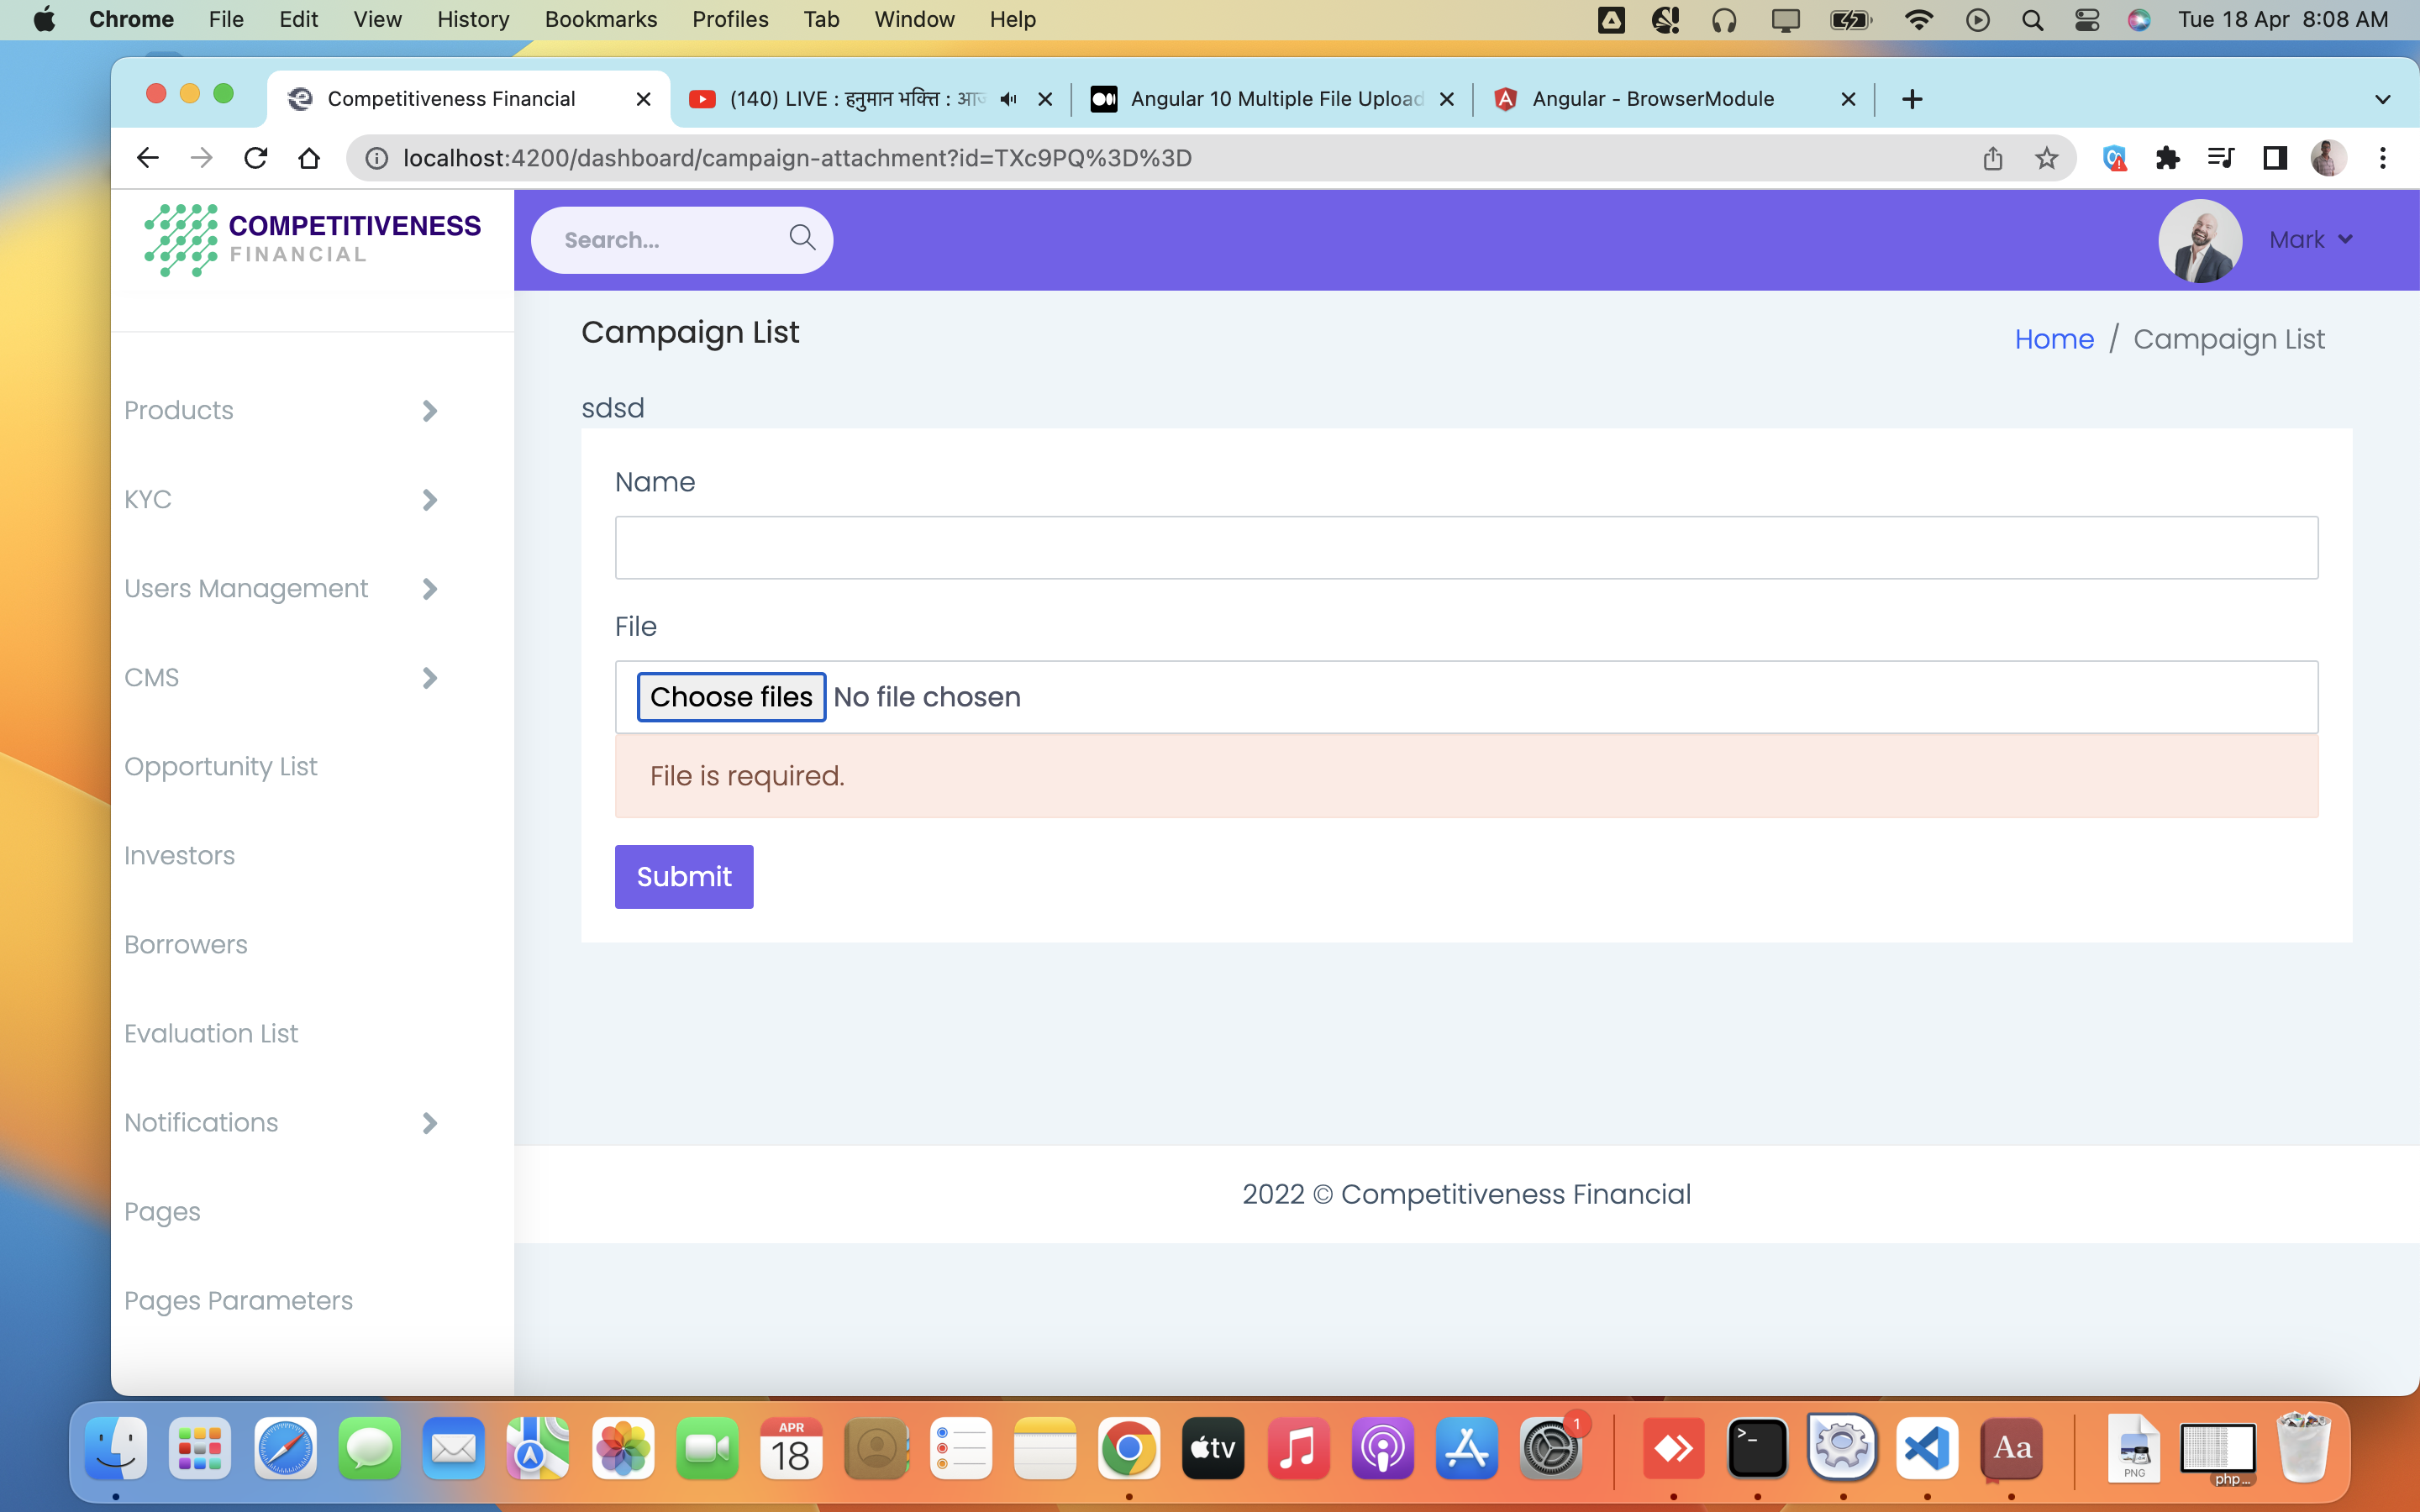 Chrome File Edit View History Bookmarks Profiles Tab Window Help Tue 18 Apr 8:08 AM
Competitiveness Financial (140) LIVE : हनुमान भक्ति : Angular 10 Multiple File Upload Angular - BrowserModule
localhost:4200/dashboard/campaign-attachment?id=TXc9PQ%3D%3D
COMPETITIVENESS
FINANCIAL
Search...
Mark
Campaign List
Home / Campaign List
sdsd
Products
KYC
Users Management
CMS
Opportunity List
Investors
Borrowers
Evaluation List
Notifications
Pages
Pages Parameters
Name
File
Choose files No file chosen
File is required.
Submit
2022 © Competitiveness Financial
APR
18
tv
1
>_
Aa
PNG
php...